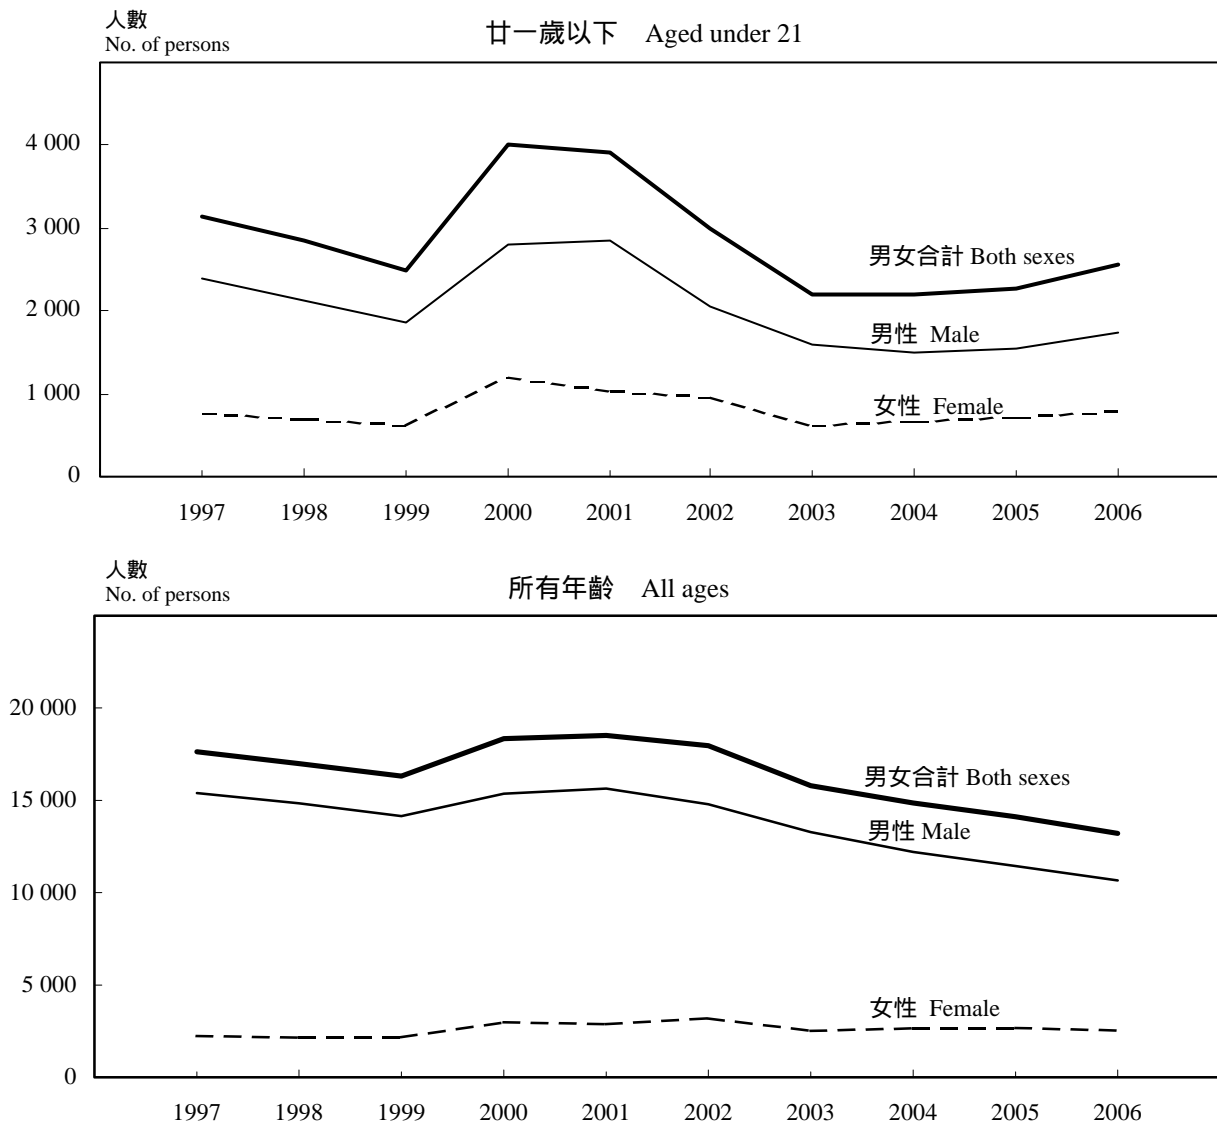 人數
No. of persons
廿一歲以下 Aged under 21
4 000
3 000
2 000
1 000
0
男女合計 Both sexes
男性 Male
女性 Female
1997 1998 1999 2000 2001 2002 2003 2004 2005 2006
人數
No. of persons
所有年齡 All ages
20 000
15 000
10 000
5 000
0
男女合計 Both sexes
男性 Male
女性 Female
1997 1998 1999 2000 2001 2002 2003 2004 2005 2006